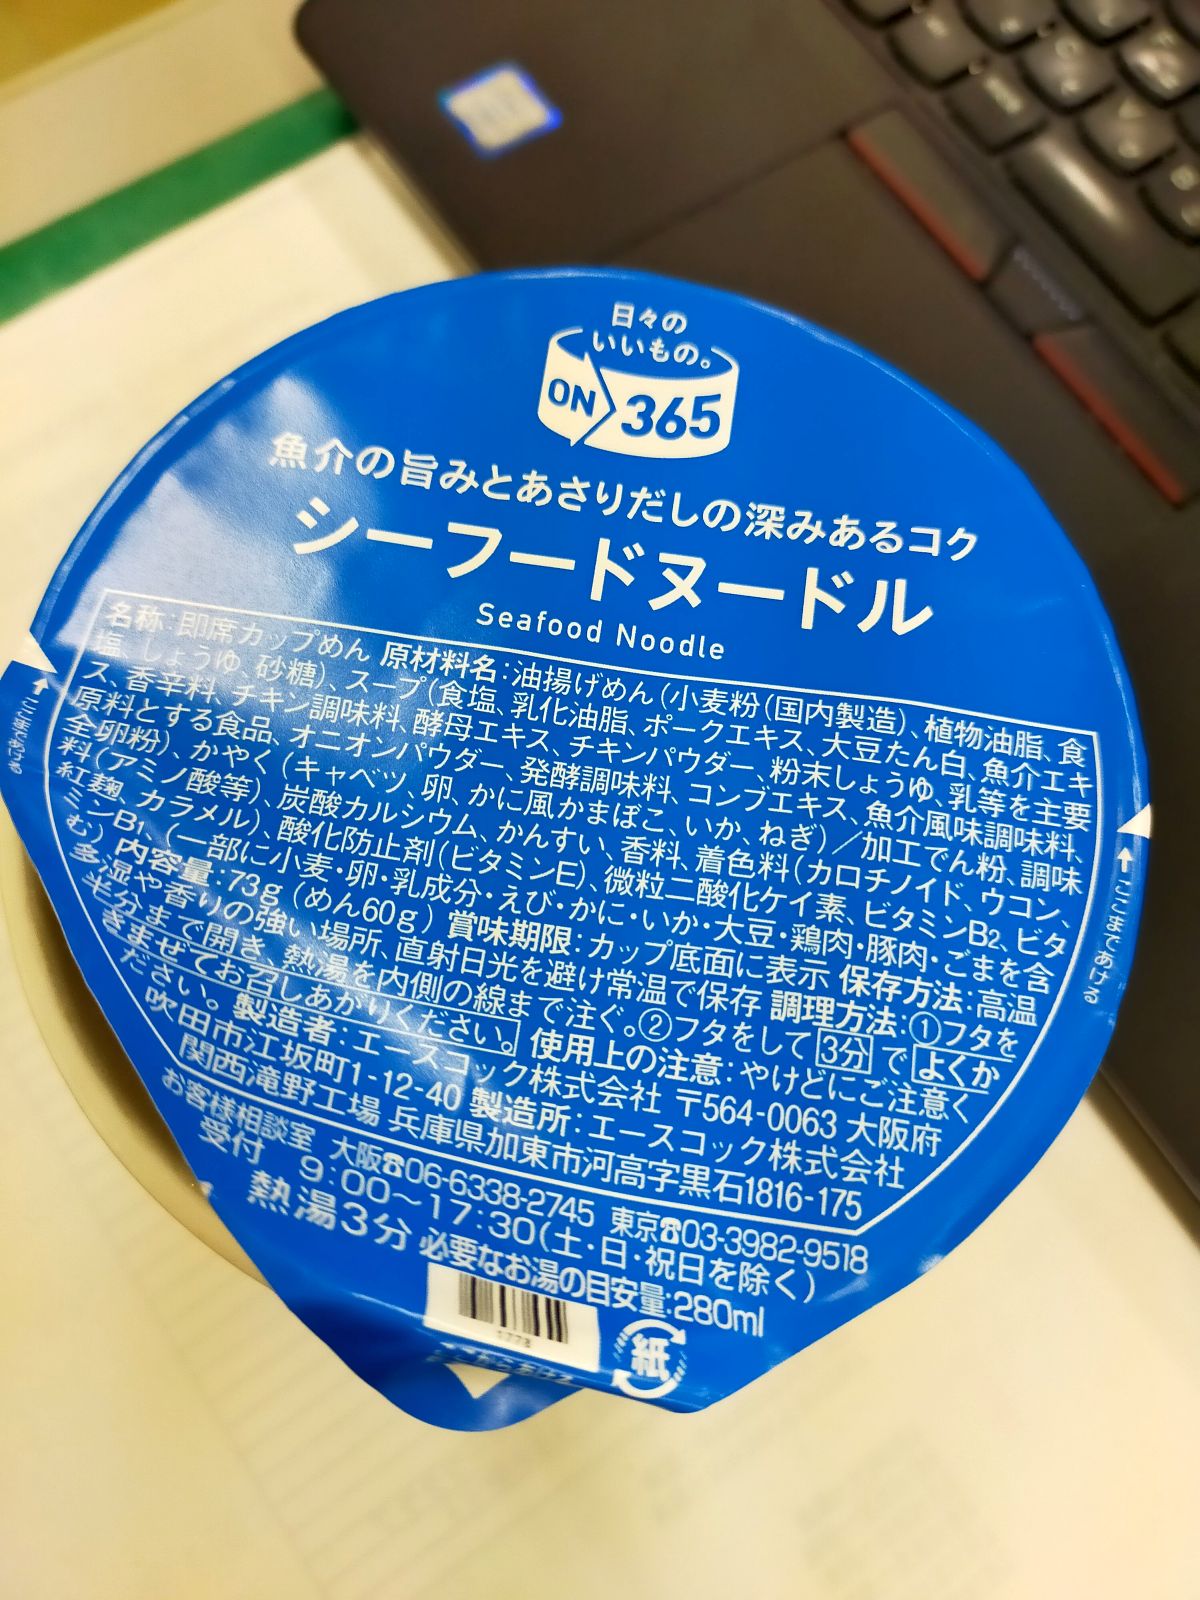 日々の
いいもの。
ON 365
魚介の旨みとあさりだしの深みあるコク
シーフードヌードル
Seafood Noodle
名称:即席カップめん 原材料名:油揚げめん(小麦粉(国内製造)、植物油脂、食
塩、しょうゆ、砂糖)、スープ(食塩、乳化油脂、ポークエキス、大豆たん白、魚介エキ
ス、香辛料、チキン調味料、酵母エキス、チキンパウダー、粉末しょうゆ、乳等を主要
原料とする食品、オニオンパウダー、発酵調味料、コンブエキス、魚介風味調味料、
全卵粉)、かやく(キャベツ、卵、かに風かまぼこ、いか、ねぎ)/加工でん粉、調味
料(アミノ酸等)、炭酸カルシウム、かんすい、香料、着色料(カロチノイド、ウコン、
紅麹、カラメル)、酸化防止剤(ビタミンE)、微粒二酸化ケイ素、ビタミンB2、ビタ
ミンB1、(一部に小麦・卵・乳成分・えび・かに・いか・大豆・鶏肉・豚肉・ごまを含
む) 内容量:73g(めん60g) 賞味期限:カップ底面に表示 保存方法:高温
多湿や香りの強い場所、直射日光を避け常温で保存 調理方法:①フタを
半分まで開き、熱湯を内側の線まで注ぐ。②フタをして3分でよくか
きまぜてお召しあがりください。 使用上の注意:やけどにご注意く
ださい。 製造者:エースコック株式会社 〒564-0063 大阪府
吹田市江坂町1-12-40 製造所:エースコック株式会社
関西滝野工場 兵庫県加東市河高字黒石1816-175
お客様相談室 大阪☎06-6338-2745 東京☎03-3982-9518
受付 9:00〜17:30(土・日・祝日を除く)
熱湯3分 必要なお湯の目安量:280ml
1773
紙
ここまであける
ここまであける